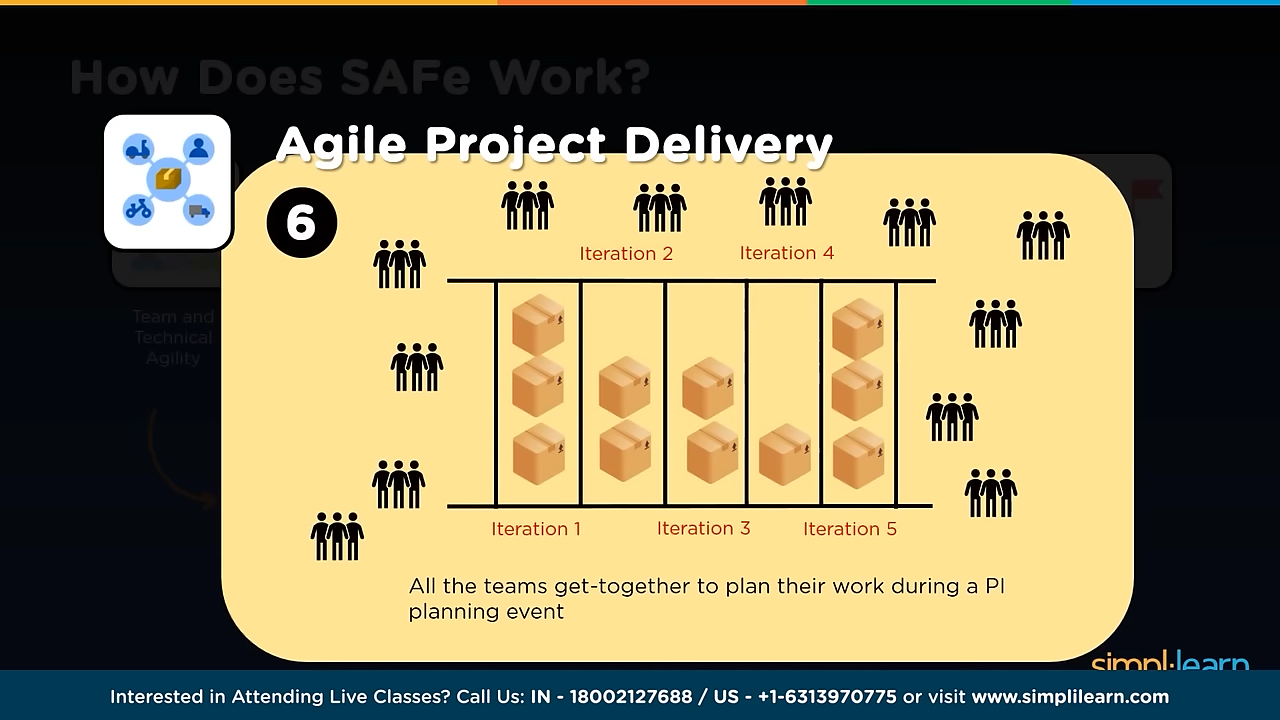 How Does SAFe Work?
Agile Project Delivery
6
Iteration 2
Iteration 4
Team and
Technical
Agility
Iteration 1
Iteration 3
Iteration 5
All the teams get-together to plan their work during a PI
planning event
simplilearn
Interested in Attending Live Classes? Call Us: IN - 18002127688 / US - +1-6313970775 or visit www.simplilearn.com